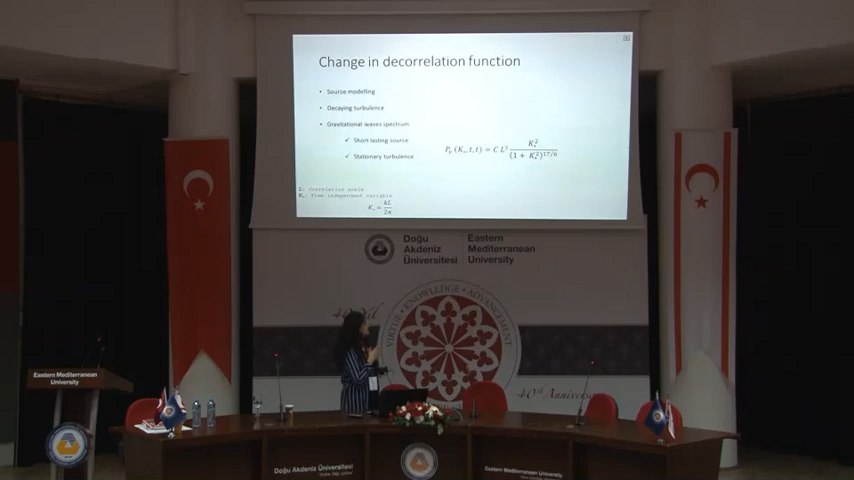 Change in decorrelation function
• Source modelling
• Decaying turbulence
• Gravitational-waves spectrum
✓ Short lasting source
✓ Stationary turbulence
P_v (K_*, t, t) = C L^3 K_*^2 / (1 + K_*^2)^{17/6}
L: Correlation scale
K_*: Time independent variable
K_* = kL / 2π
Doğu
Akdeniz
Üniversitesi
Eastern
Mediterranean
University
VIRTUE • KNOWLEDGE • ADVANCEMENT
40th Anniversary
Eastern Mediterranean
University
Doğu Akdeniz Üniversitesi
Eastern Mediterranean University